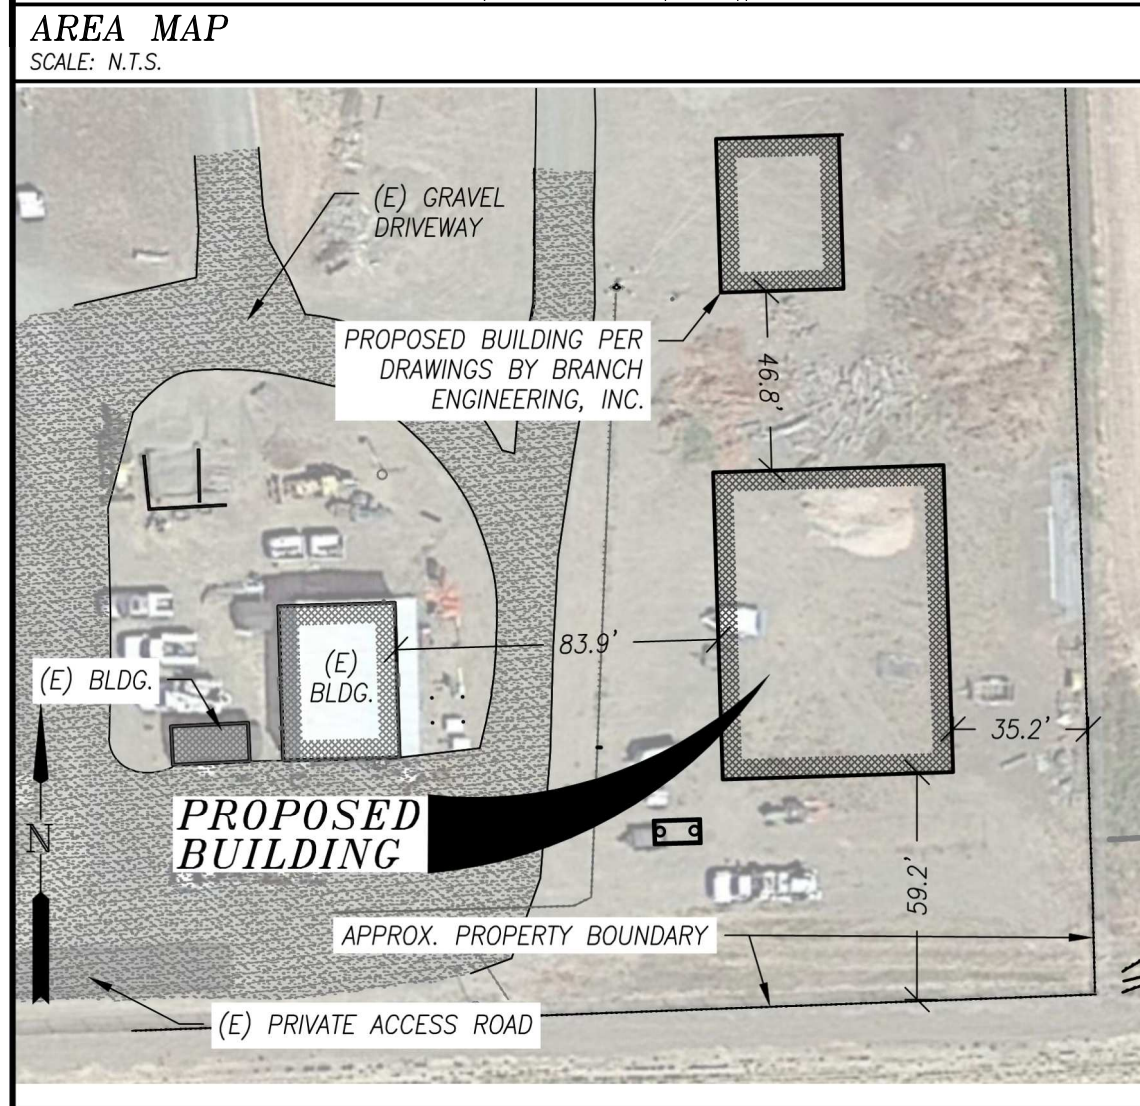 AREA MAP
SCALE: N.T.S.
(E) GRAVEL
DRIVEWAY
PROPOSED BUILDING PER
DRAWINGS BY BRANCH
ENGINEERING, INC.
46.8'
83.9'
(E)
BLDG.
(E) BLDG.
35.2'
PROPOSED
BUILDING
N
59.2'
APPROX. PROPERTY BOUNDARY
(E) PRIVATE ACCESS ROAD